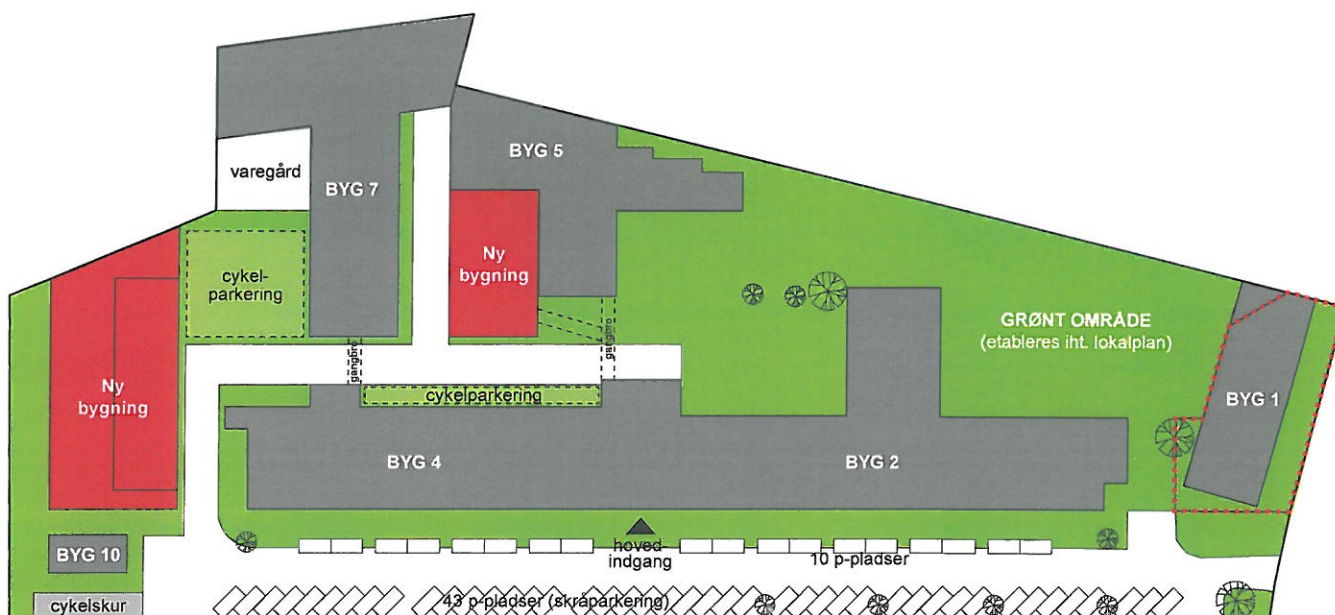 BYG 5
varegård
BYG 7
Ny
bygning
cykel-
parkering
GRØNT OMRÅDE
(etableres iht. lokalplan)
gangbro
gangbro
Ny
bygning
cykelparkering
BYG 1
BYG 4
BYG 2
BYG 10
hoved-
indgang
10 p-pladser
cykelskur
43 p-pladser (skråparkering)